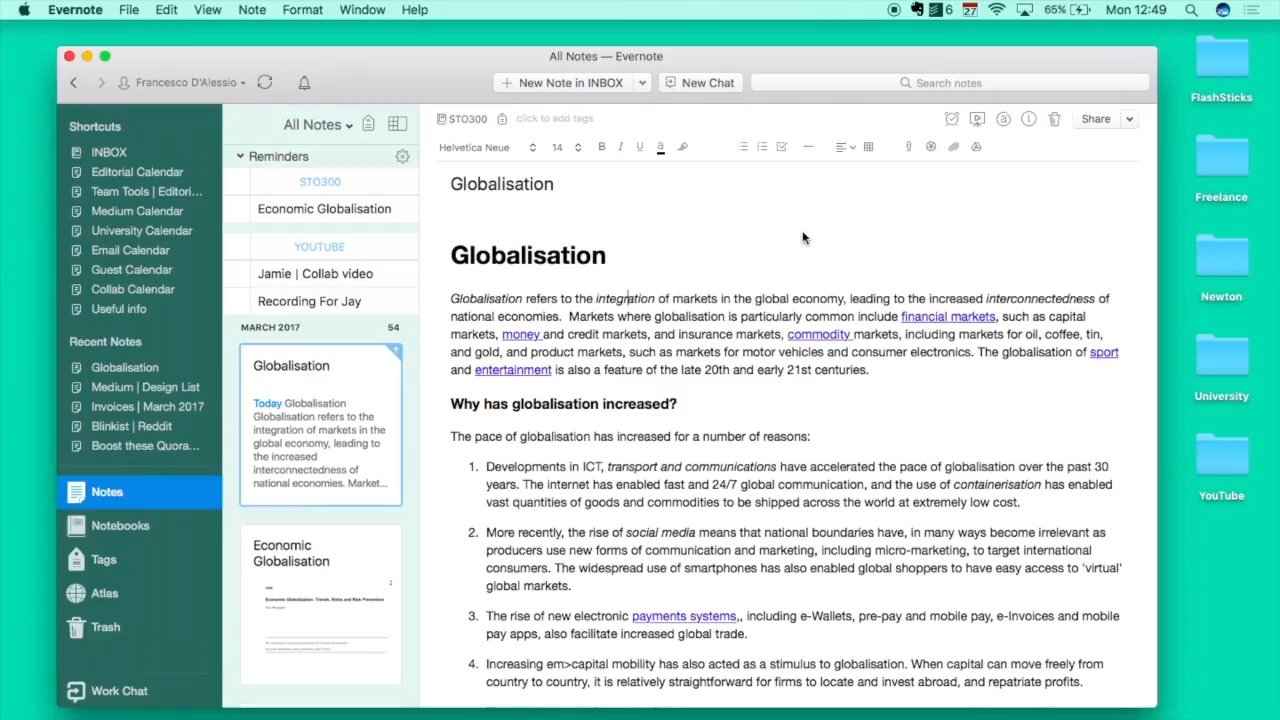 Evernote File Edit View Note Format Window Help 6 27 65% Mon 12:49
All Notes — Evernote
Francesco D'Alessio New Note in INBOX New Chat Search notes
Shortcuts
INBOX
Editorial Calendar
Team Tools | Editori...
Medium Calendar
University Calendar
Email Calendar
Guest Calendar
Collab Calendar
Useful info
Recent Notes
Globalisation
Medium | Design List
Invoices | March 2017
Blinkist | Reddit
Boost these Quora...
Notes
Notebooks
Tags
Atlas
Trash
Work Chat
All Notes
Reminders
STO300
Economic Globalisation
YOUTUBE
Jamie | Collab video
Recording For Jay
MARCH 2017 54
Globalisation
Today Globalisation
Globalisation refers to the
integration of markets in the
global economy, leading to
the increased
interconnectedness of
national economies. Market...
Economic
Globalisation
Economic Globalization: Trends, Risks and Risk Prevention
STO300 click to add tags Share
Helvetica Neue 14 B I U a
Globalisation
Globalisation
Globalisation refers to the integration of markets in the global economy, leading to the increased interconnectedness of
national economies. Markets where globalisation is particularly common include financial markets, such as capital
markets, money and credit markets, and insurance markets, commodity markets, including markets for oil, coffee, tin,
and gold, and product markets, such as markets for motor vehicles and consumer electronics. The globalisation of sport
and entertainment is also a feature of the late 20th and early 21st centuries.
Why has globalisation increased?
The pace of globalisation has increased for a number of reasons:
1. Developments in ICT, transport and communications have accelerated the pace of globalisation over the past 30
years. The internet has enabled fast and 24/7 global communication, and the use of containerisation has enabled
vast quantities of goods and commodities to be shipped across the world at extremely low cost.
2. More recently, the rise of social media means that national boundaries have, in many ways become irrelevant as
producers use new forms of communication and marketing, including micro-marketing, to target international
consumers. The widespread use of smartphones has also enabled global shoppers to have easy access to 'virtual'
global markets.
3. The rise of new electronic payments systems,, including e-Wallets, pre-pay and mobile pay, e-Invoices and mobile
pay apps, also facilitate increased global trade.
4. Increasing em>capital mobility has also acted as a stimulus to globalisation. When capital can move freely from
country to country, it is relatively straightforward for firms to locate and invest abroad, and repatriate profits.
FlashSticks
Freelance
Newton
University
YouTube